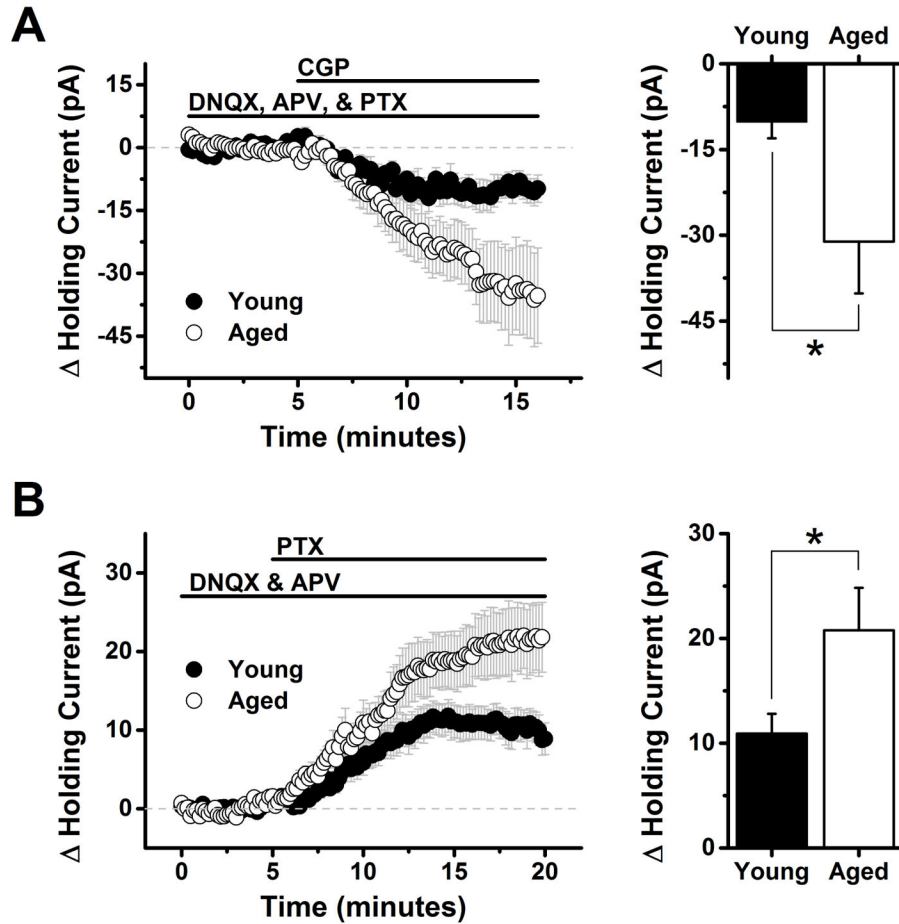 A
Δ Holding Current (pA)
15
0
-15
-30
-45
CGP
DNQX, APV, & PTX
Young
Aged
0 5 10 15
Time (minutes)
Young Aged
Δ Holding Current (pA)
0
-15
-30
-45
*
B
Δ Holding Current (pA)
30
20
10
0
PTX
DNQX & APV
Young
Aged
0 5 10 15 20
Time (minutes)
Δ Holding Current (pA)
30
20
10
0
*
Young Aged